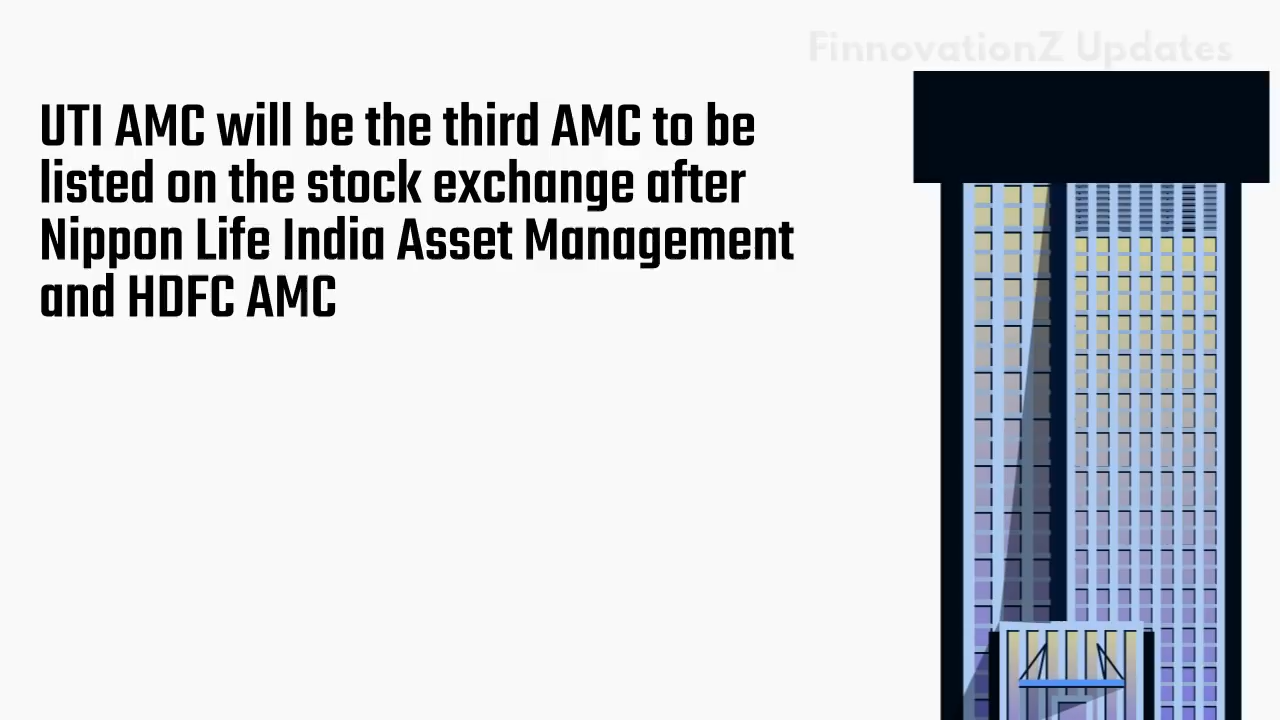 FinnovationZ Updates
UTI AMC will be the third AMC to be
listed on the stock exchange after
Nippon Life India Asset Management
and HDFC AMC